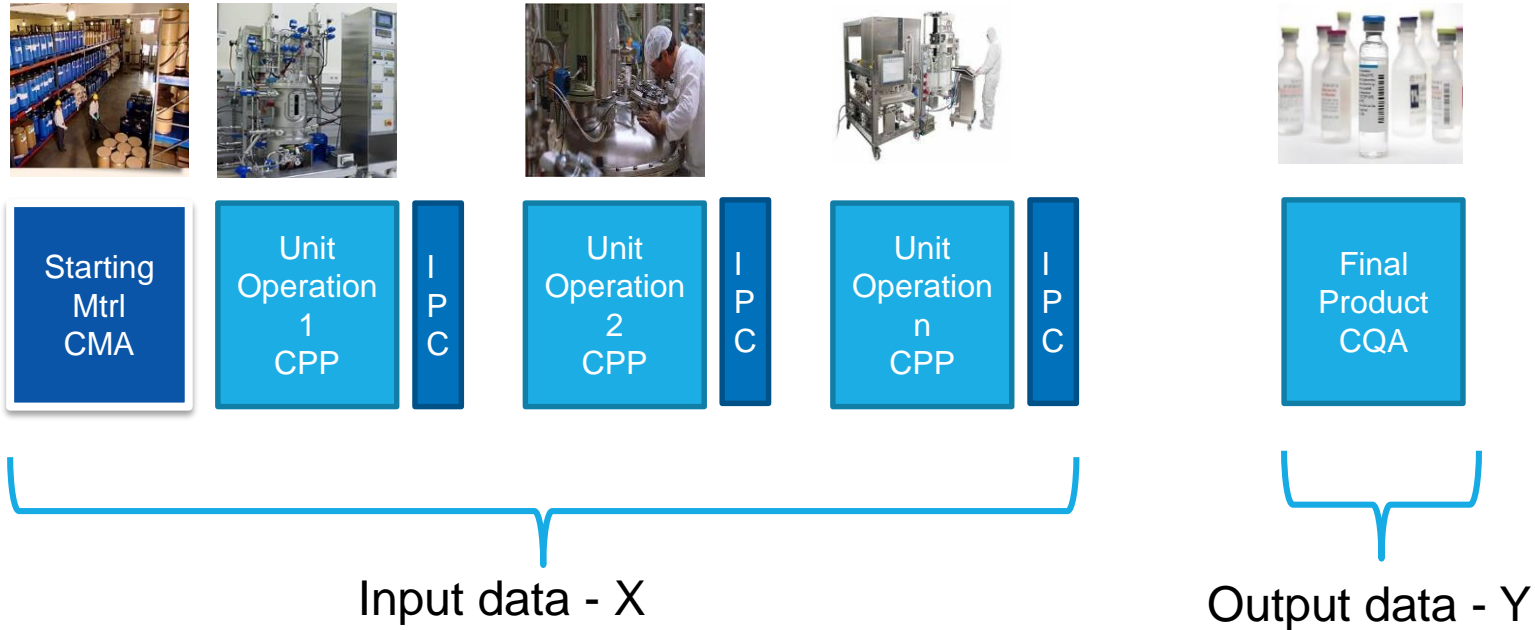 Starting
Mtrl
CMA
Unit
Operation
1
CPP
I
P
C
Unit
Operation
2
CPP
I
P
C
Unit
Operation
n
CPP
I
P
C
Final
Product
CQA
Input data - X
Output data - Y